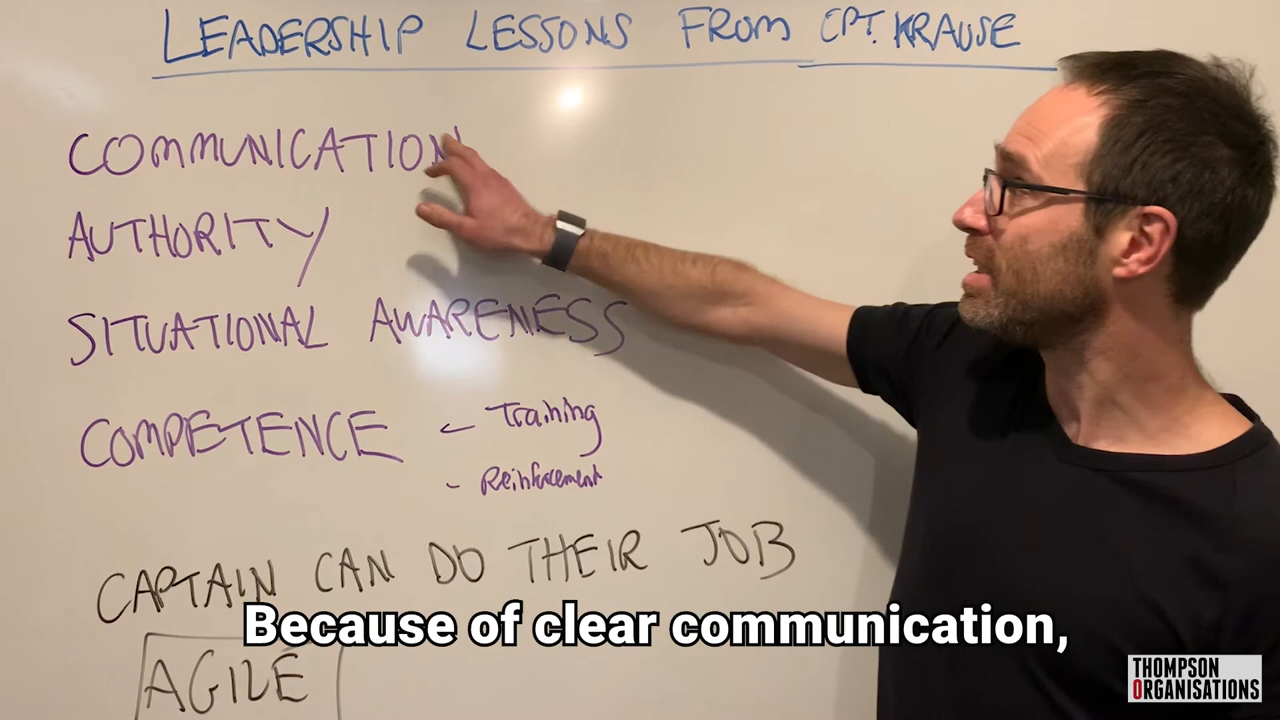 LEADERSHIP LESSONS FROM CPT. KRAUSE
COMMUNICATION
AUTHORITY
SITUATIONAL AWARENESS
COMPETENCE - Training
- Reinforcement
CAPTAIN CAN DO THEIR JOB
Because of clear communication,
AGILE
THOMPSON
ORGANISATIONS